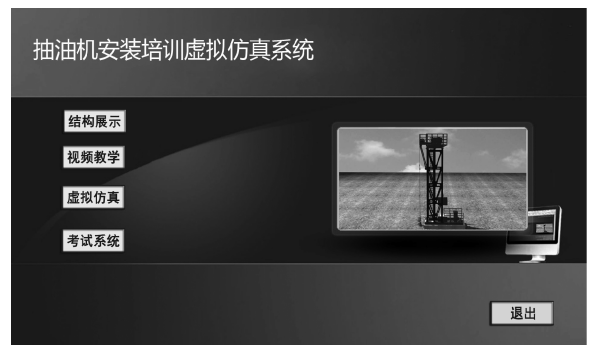 抽油机安装培训虚拟仿真系统
结构展示
视频教学
虚拟仿真
考试系统
退出